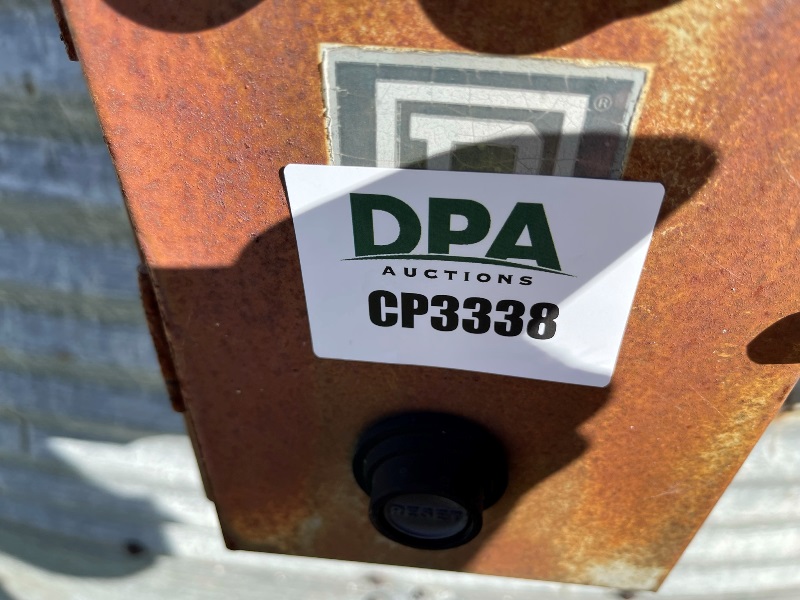 ®
DPA
AUCTIONS
CP3338
RESET